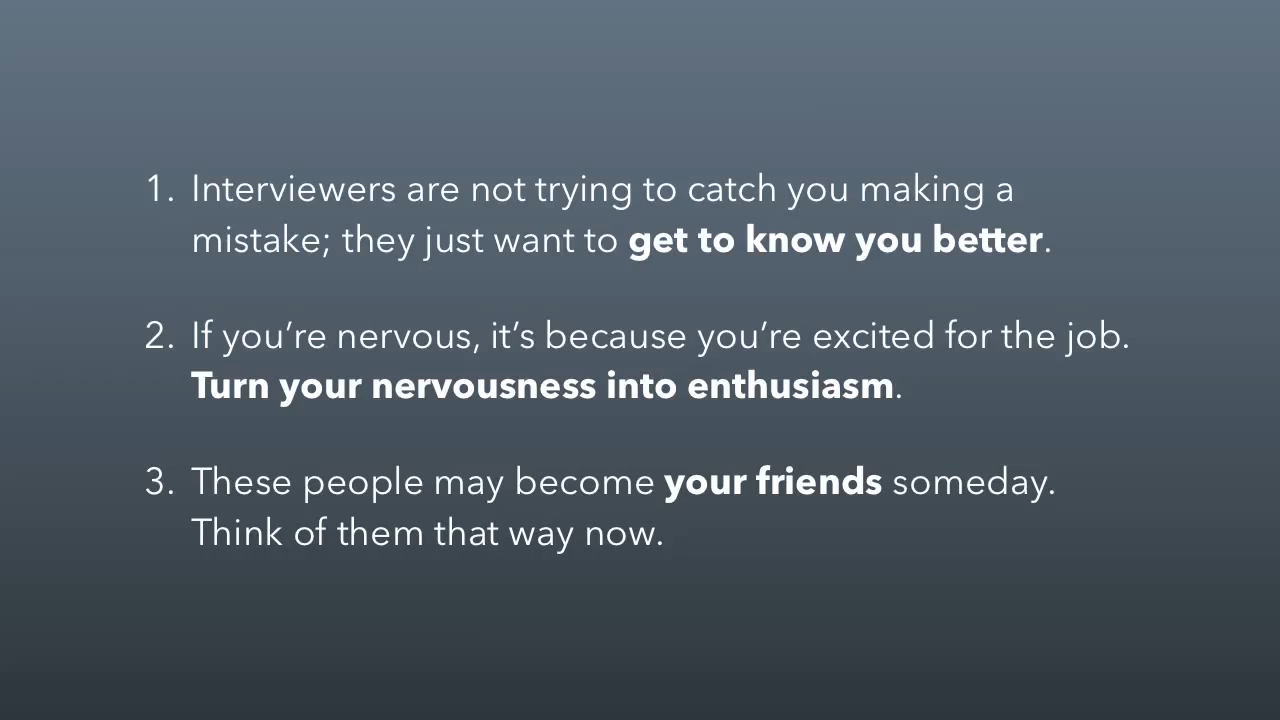 1. Interviewers are not trying to catch you making a
mistake; they just want to get to know you better.
2. If you’re nervous, it’s because you’re excited for the job.
Turn your nervousness into enthusiasm.
3. These people may become your friends someday.
Think of them that way now.